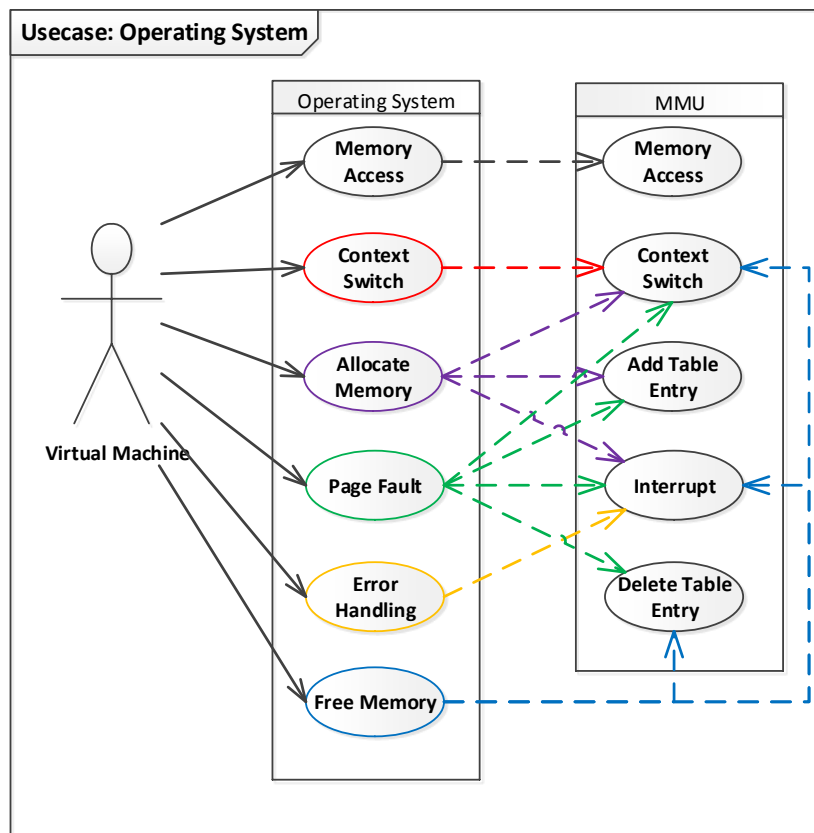 Usecase: Operating System
Operating System
MMU
Memory
Access
Memory
Access
Context
Switch
Context
Switch
Allocate
Memory
Add Table
Entry
Virtual Machine
Page Fault
Interrupt
Error
Handling
Delete Table
Entry
Free Memory